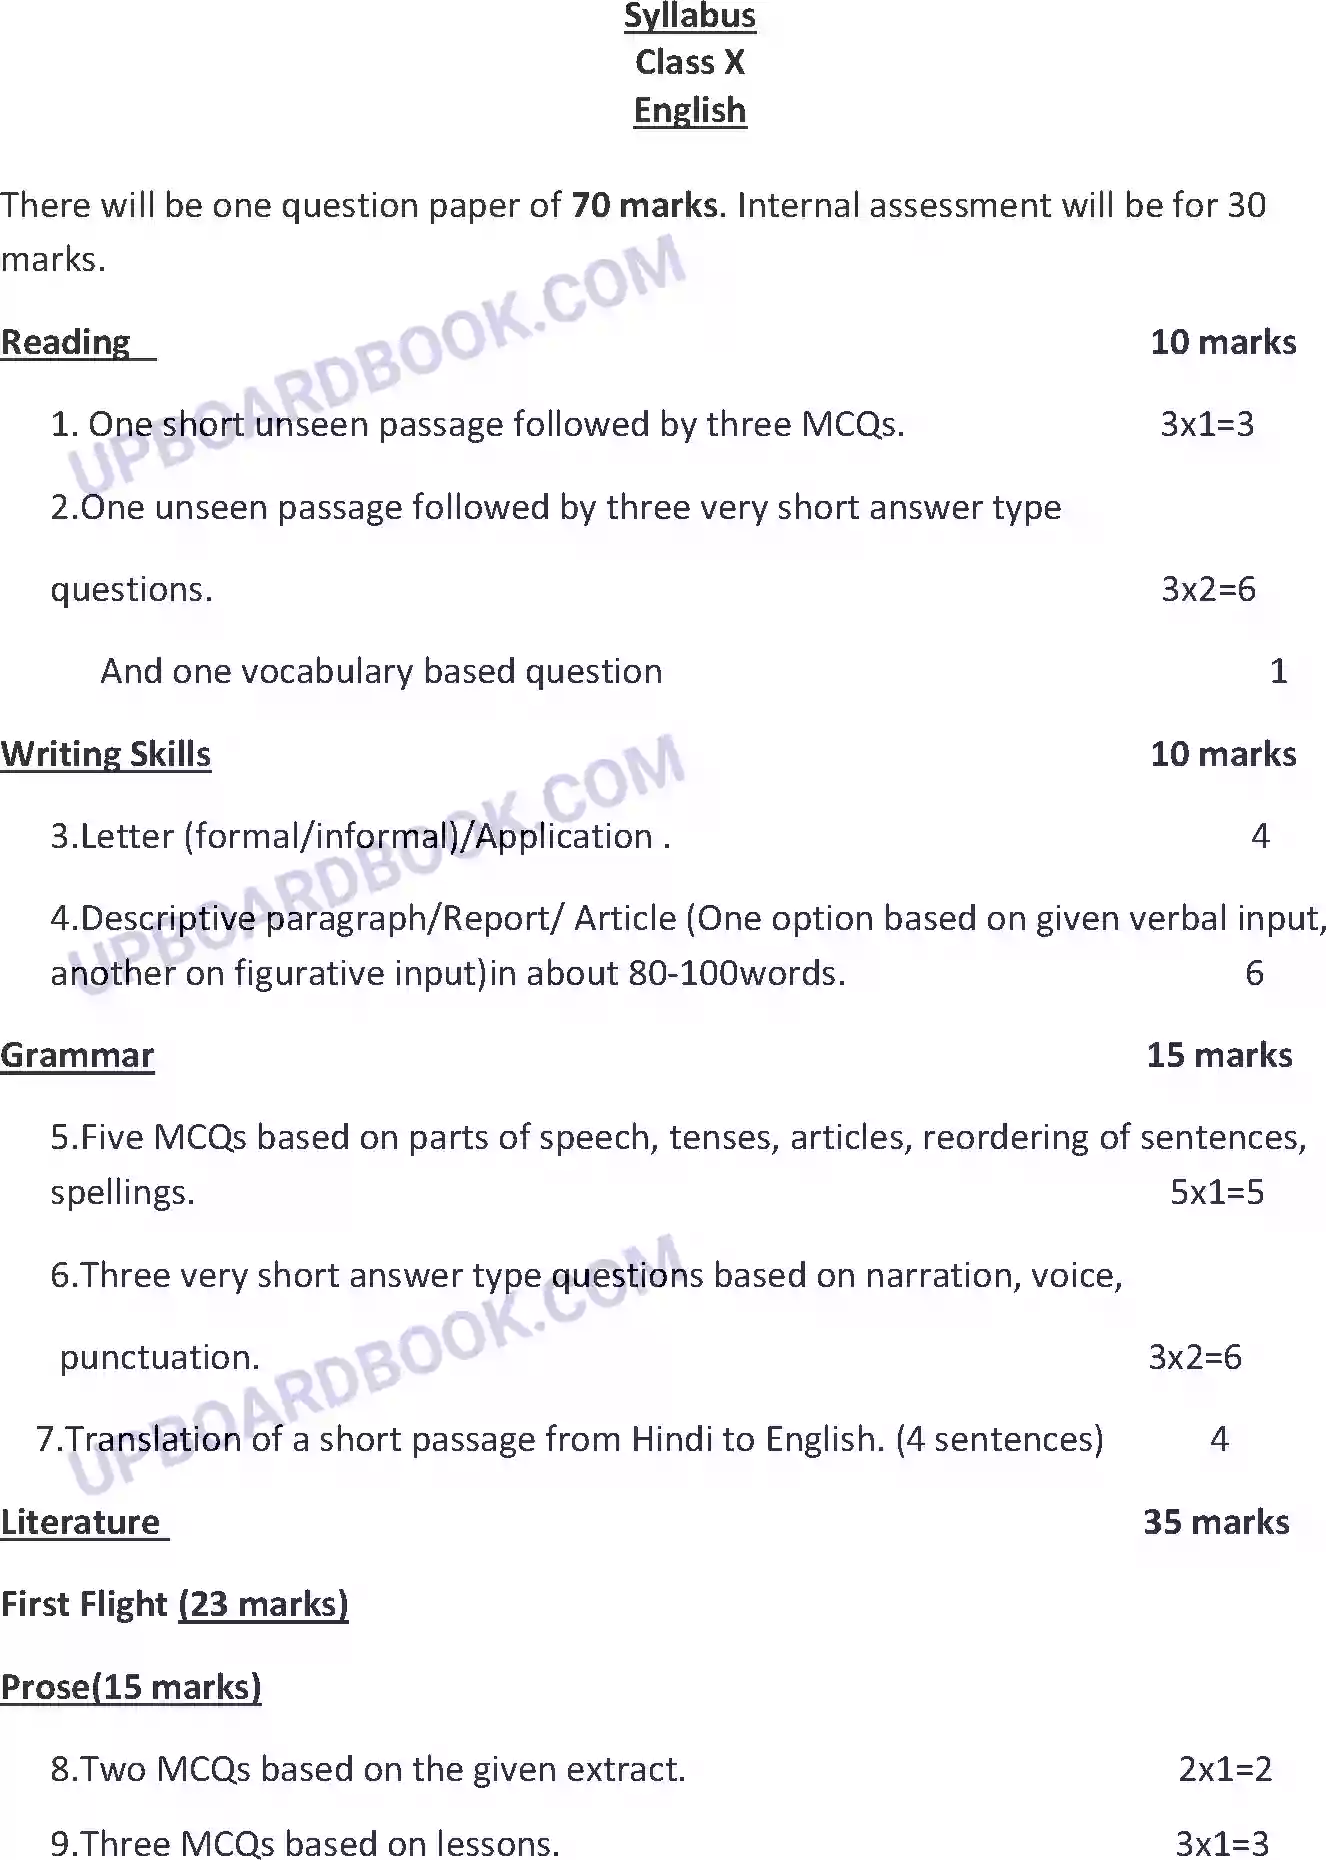 Syllabus
Class X
English
There will be one question paper of 70 marks. Internal assessment will be for 30
marks.
Reading 10 marks
1. One short unseen passage followed by three MCQs. 3x1=3
2.One unseen passage followed by three very short answer type
questions. 3x2=6
And one vocabulary based question 1
Writing Skills 10 marks
3.Letter (formal/informal)/Application . 4
4.Descriptive paragraph/Report/ Article (One option based on given verbal input,
another on figurative input)in about 80-100words. 6
Grammar 15 marks
5.Five MCQs based on parts of speech, tenses, articles, reordering of sentences,
spellings. 5x1=5
6.Three very short answer type questions based on narration, voice,
punctuation. 3x2=6
7.Translation of a short passage from Hindi to English. (4 sentences) 4
Literature 35 marks
First Flight (23 marks)
Prose(15 marks)
8.Two MCQs based on the given extract. 2x1=2
9.Three MCQs based on lessons. 3x1=3
UPBOARDBOOK.COM
UPBOARDBOOK.COM
UPBOARDBOOK.COM